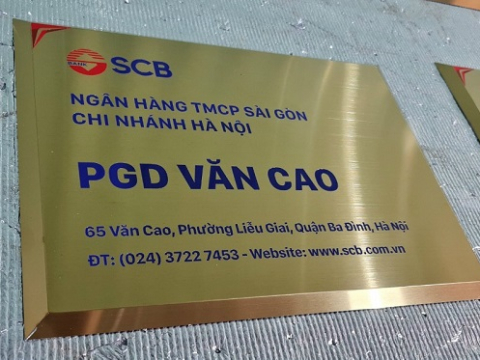 BANK
SCB
NGÂN HÀNG TMCP SÀI GÒN
CHI NHÁNH HÀ NỘI
PGD VĂN CAO
65 Văn Cao, Phường Liễu Giai, Quận Ba Đình, Hà Nội
ĐT: (024) 3722 7453 - Website: www.scb.com.vn